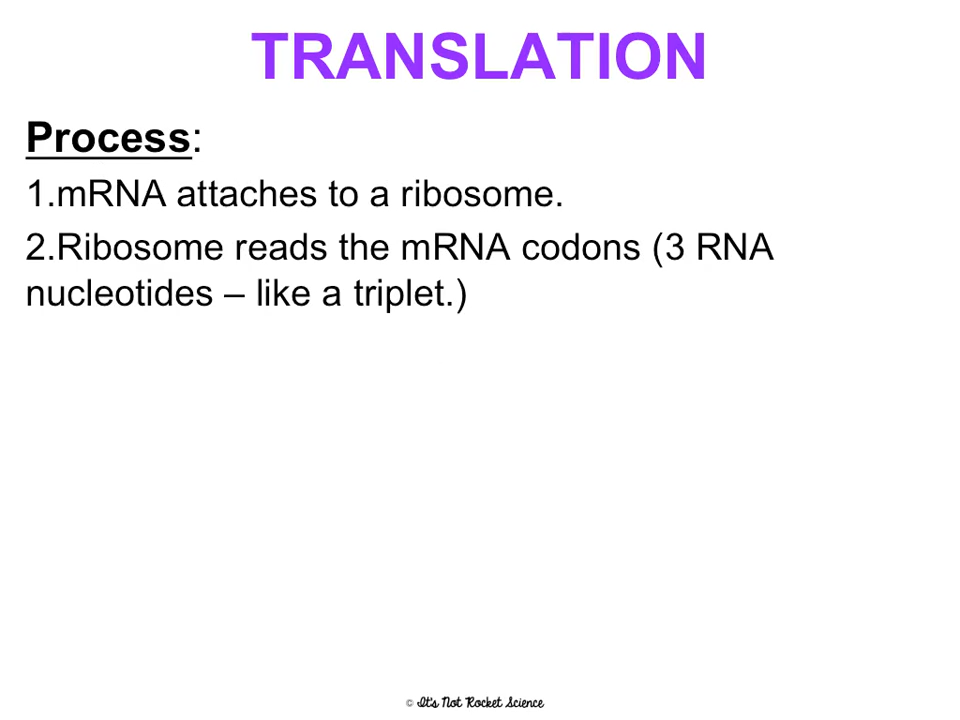 TRANSLATION
Process:
1.mRNA attaches to a ribosome.
2.Ribosome reads the mRNA codons (3 RNA
nucleotides – like a triplet.)
© It's Not Rocket Science